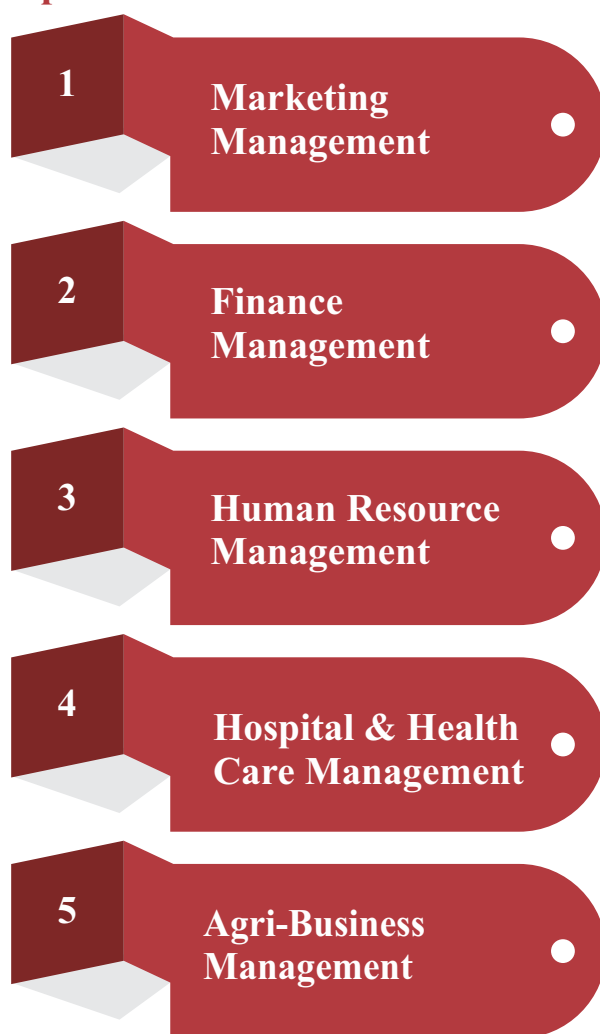 1
Marketing
Management
2
Finance
Management
3
Human Resource
Management
4
Hospital & Health
Care Management
5
Agri-Business
Management